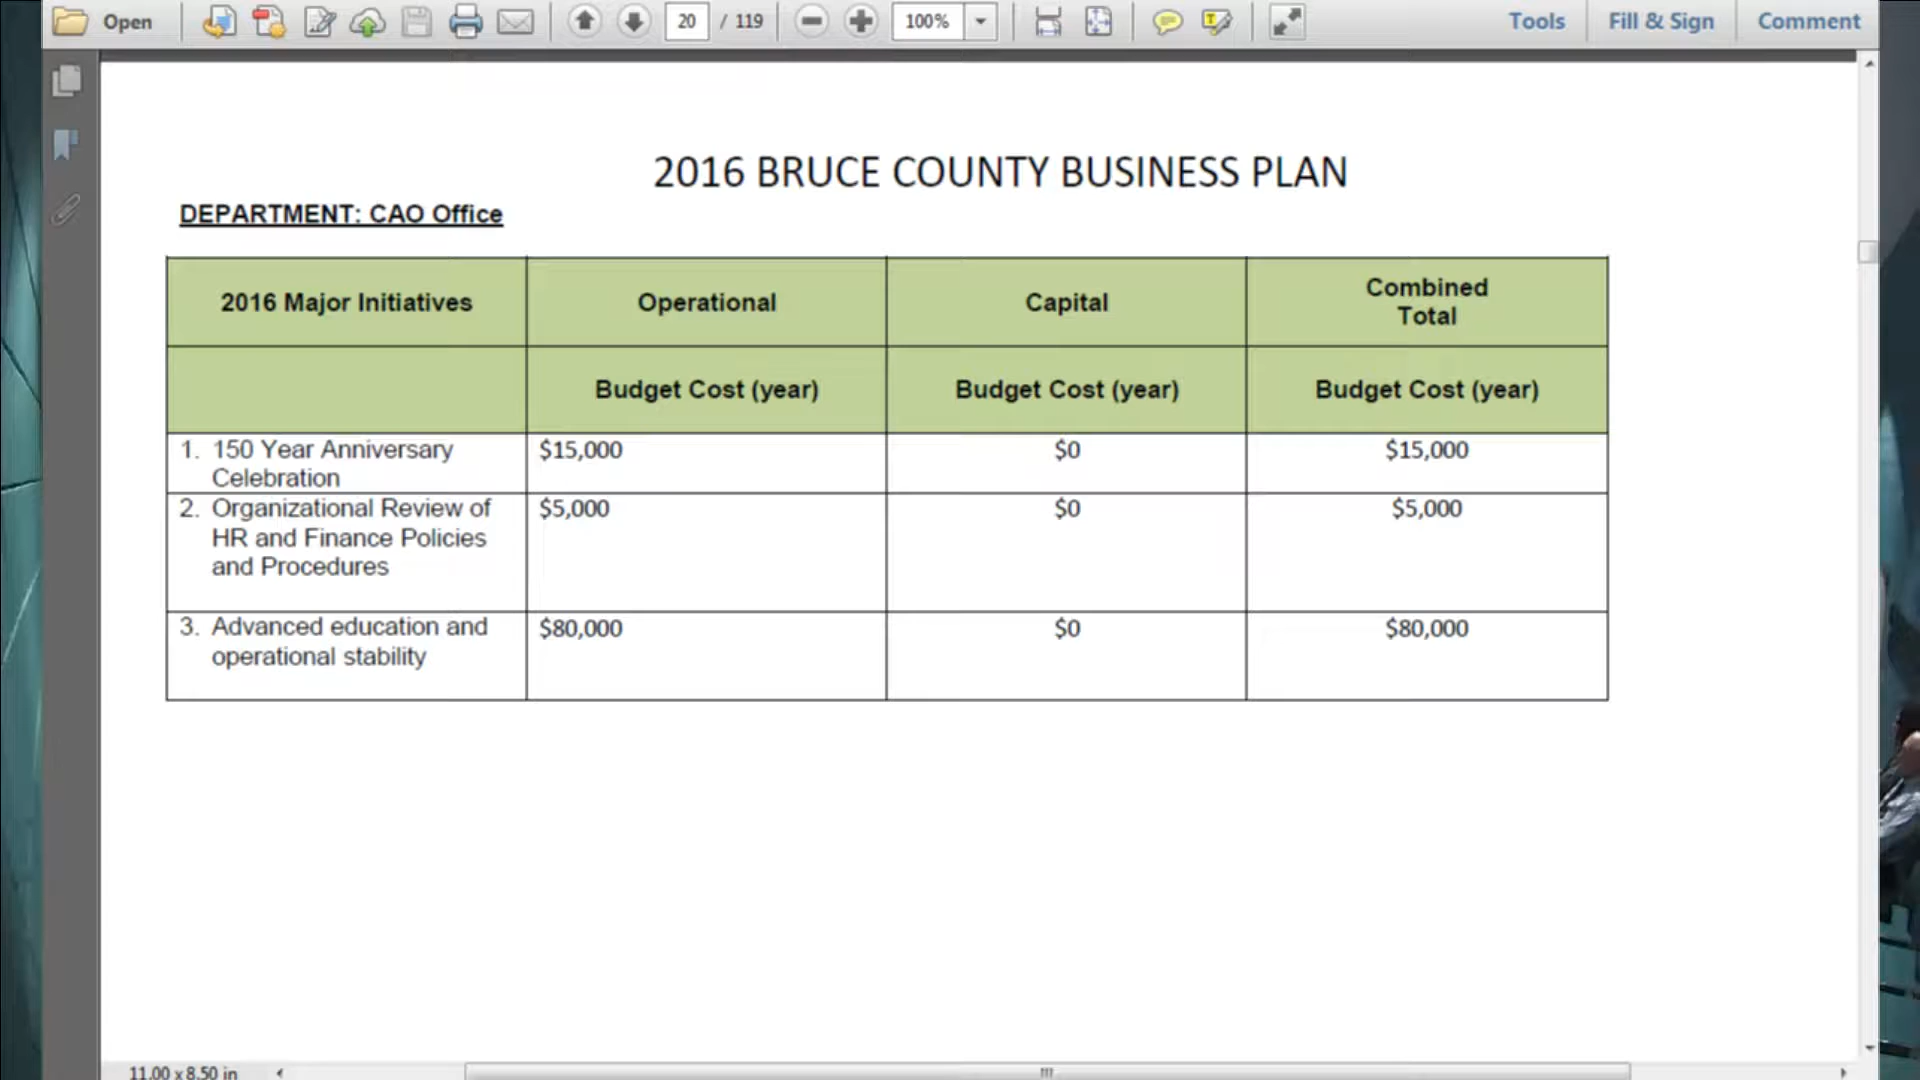 Open 20 / 119 100% Tools Fill & Sign Comment
2016 BRUCE COUNTY BUSINESS PLAN
DEPARTMENT: CAO Office
2016 Major Initiatives Operational Capital Combined Total
Budget Cost (year) Budget Cost (year) Budget Cost (year)
1. 150 Year Anniversary $15,000 $0 $15,000
Celebration
2. Organizational Review of $5,000 $0 $5,000
HR and Finance Policies
and Procedures
3. Advanced education and $80,000 $0 $80,000
operational stability
11.00 x 8.50 in